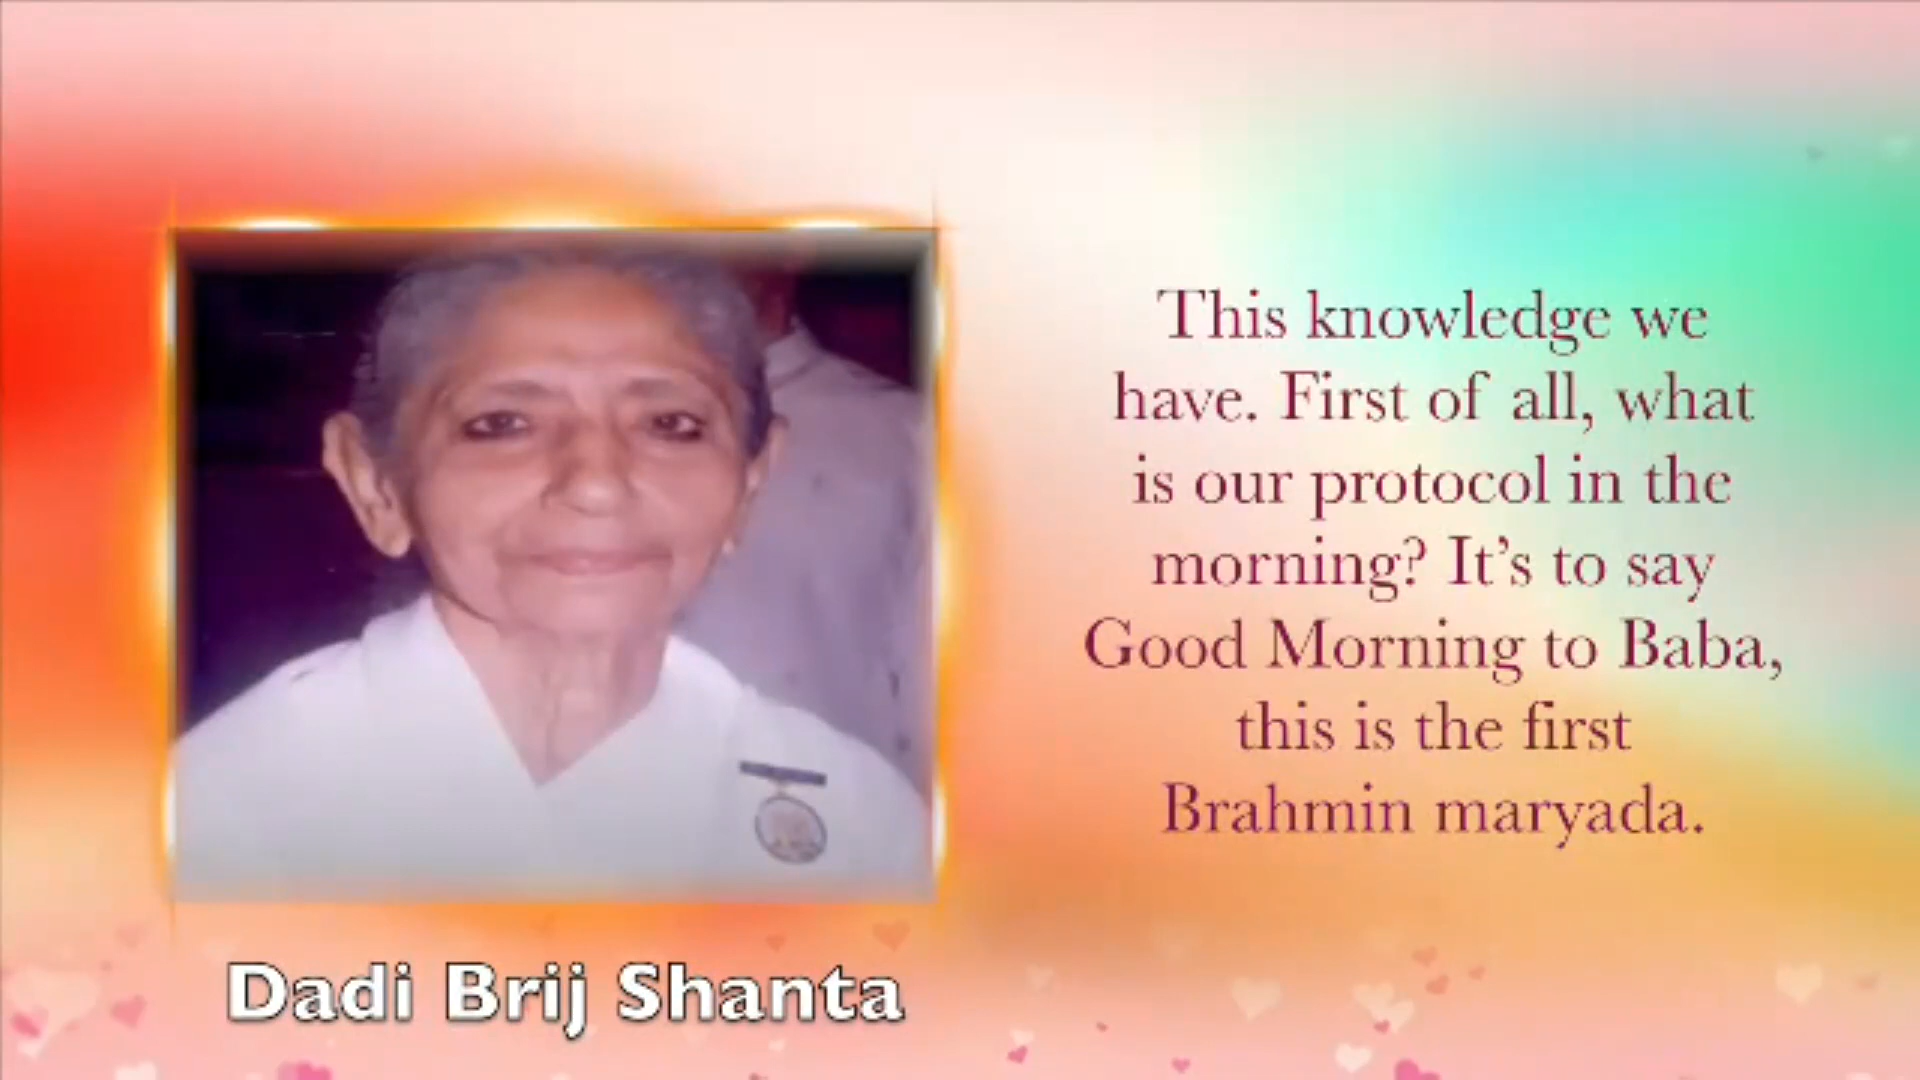 This knowledge we
have. First of all, what
is our protocol in the
morning? It’s to say
Good Morning to Baba,
this is the first
Brahmin maryada.
Dadi Brij Shanta